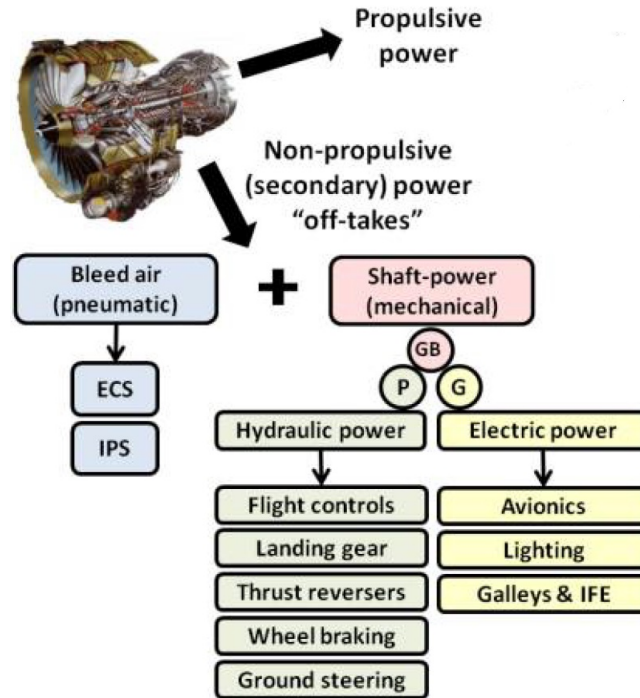 Propulsive
power
Non-propulsive
(secondary) power
“off-takes”
Bleed air
(pneumatic)
+
Shaft-power
(mechanical)
GB
P
G
ECS
IPS
Hydraulic power
Electric power
Flight controls
Avionics
Landing gear
Lighting
Thrust reversers
Galleys & IFE
Wheel braking
Ground steering